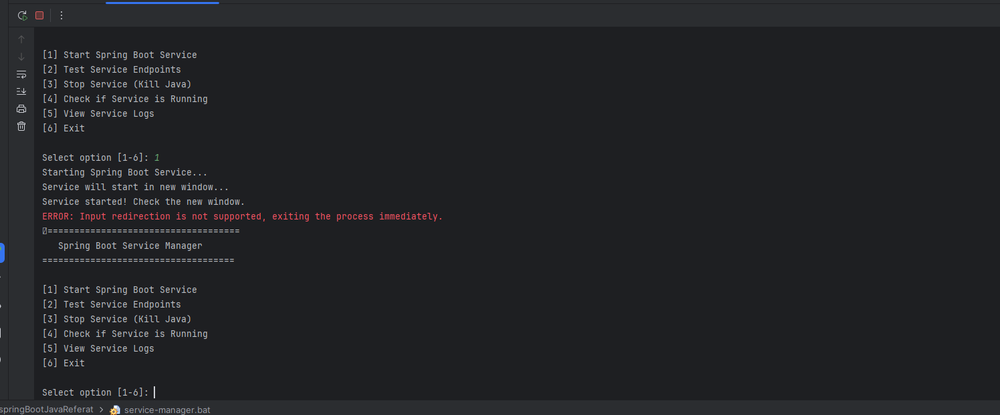 [1] Start Spring Boot Service
[2] Test Service Endpoints
[3] Stop Service (Kill Java)
[4] Check if Service is Running
[5] View Service Logs
[6] Exit
Select option [1-6]: 1
Starting Spring Boot Service...
Service will start in new window...
Service started! Check the new window.
ERROR: Input redirection is not supported, exiting the process immediately.
====================================
Spring Boot Service Manager
====================================
[1] Start Spring Boot Service
[2] Test Service Endpoints
[3] Stop Service (Kill Java)
[4] Check if Service is Running
[5] View Service Logs
[6] Exit
Select option [1-6]:
springBootJavaReferat > service-manager.bat